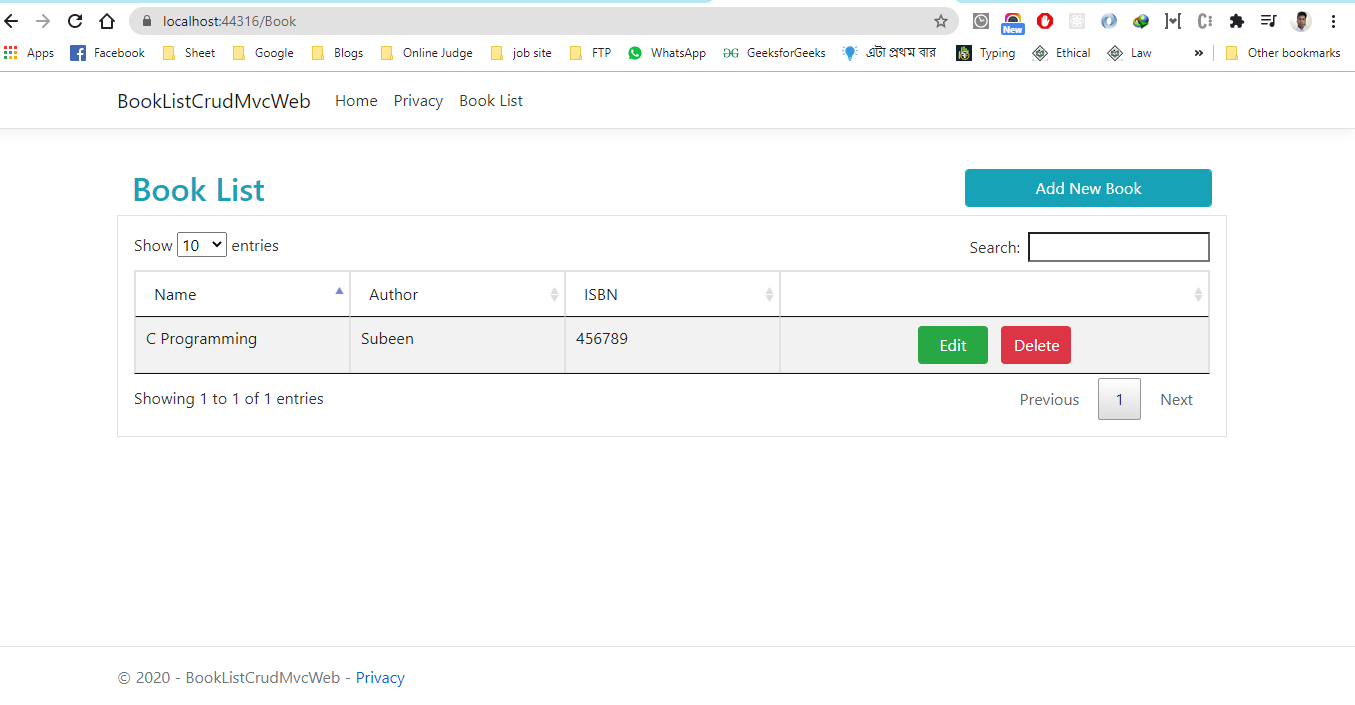 localhost:44316/Book
New
Apps Facebook Sheet Google Blogs Online Judge job site FTP WhatsApp GeeksforGeeks এটা প্রথম বার Typing Ethical Law » Other bookmarks
BookListCrudMvcWeb Home Privacy Book List
Book List Add New Book
Show 10 entries Search:
Name Author ISBN
C Programming Subeen 456789 Edit Delete
Showing 1 to 1 of 1 entries Previous 1 Next
© 2020 - BookListCrudMvcWeb - Privacy